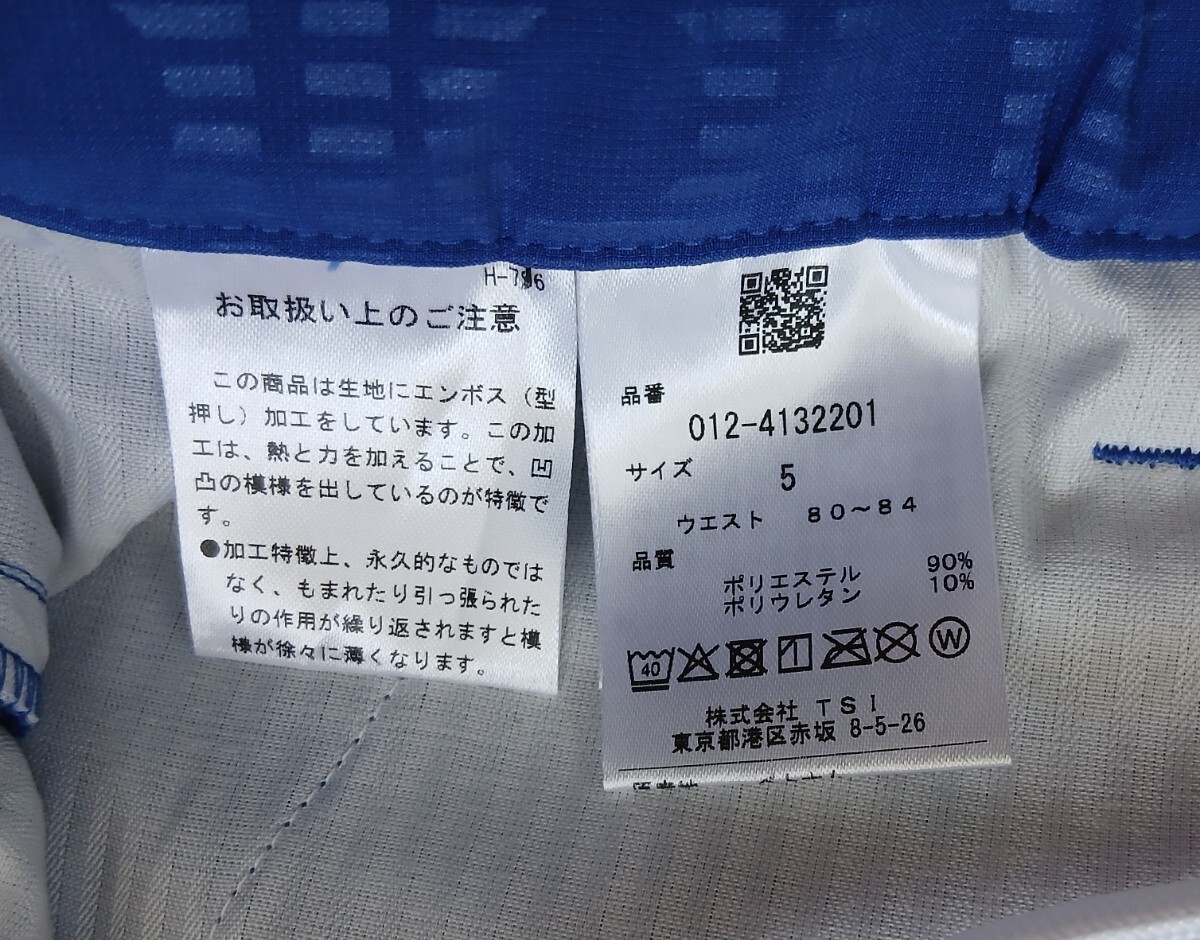 お取扱い上のご注意
この商品は生地にエンボス（型
押し）加工をしています。この加
工は、熱と力を加えることで、凹
凸の模様を出しているのが特徴で
す。
●加工特徴上、永久的なものでは
なく、もまれたり引っ張られた
りの作用が繰り返されますと模
様が徐々に薄くなります。
品番
012-4132201
サイズ 5
ウエスト 80～84
品質
ポリエステル 90%
ポリウレタン 10%
40
W
株式会社 TSI
東京都港区赤坂 8-5-26